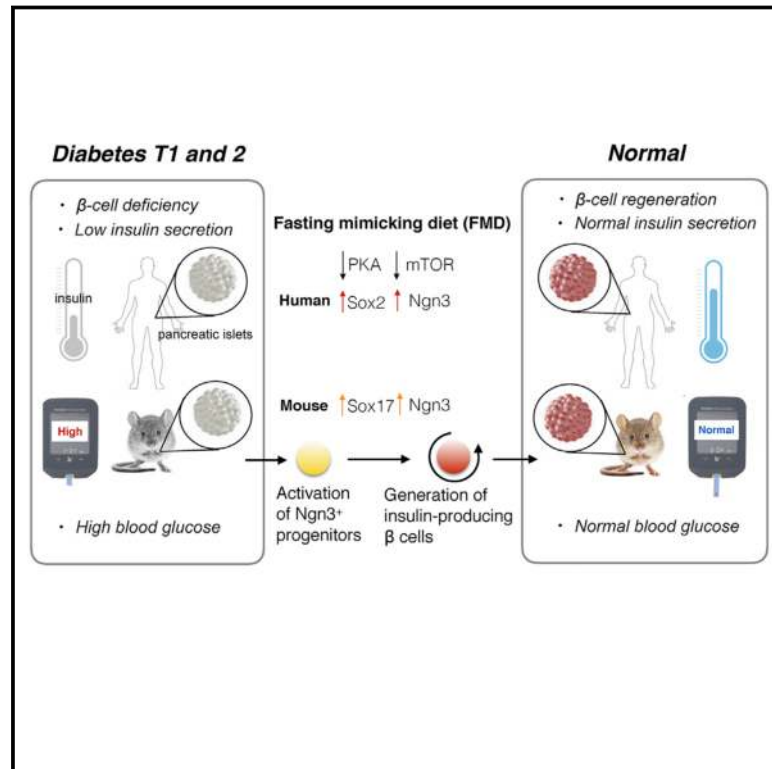 Diabetes T1 and 2
· β-cell deficiency
· Low insulin secretion
insulin
pancreatic islets
High
· High blood glucose
Fasting mimicking diet (FMD)
↓PKA ↓mTOR
Human ↑Sox2 ↑Ngn3
Mouse ↑Sox17 ↑Ngn3
Activation
of Ngn3⁺
progenitors
Generation of
insulin-producing
β cells
Normal
· β-cell regeneration
· Normal insulin secretion
Normal
· Normal blood glucose